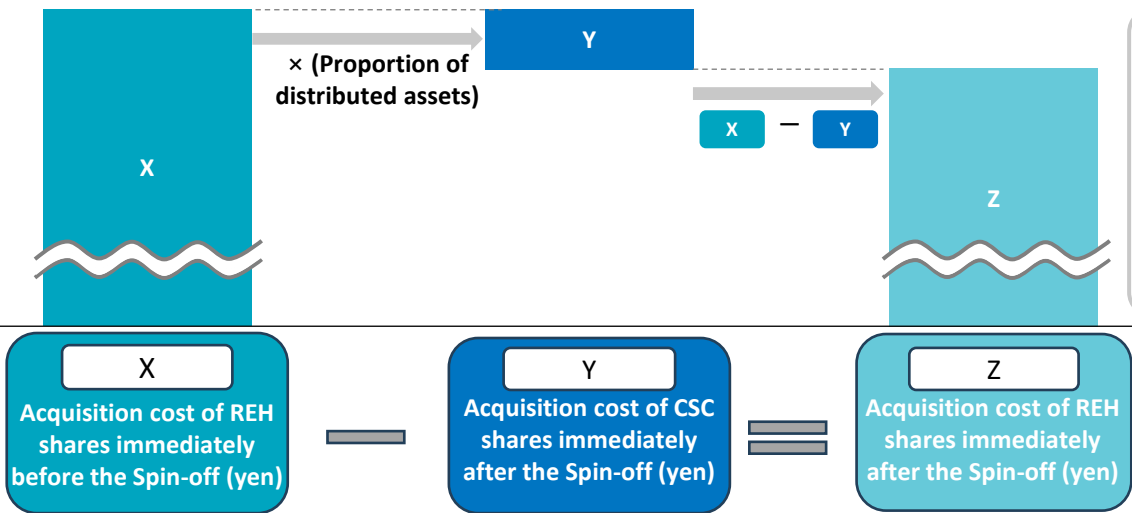 Y
× (Proportion of
distributed assets)
X − Y
X
Z
X
Acquisition cost of REH
shares immediately
before the Spin-off (yen)
Y
Acquisition cost of CSC
shares immediately
after the Spin-off (yen)
Z
Acquisition cost of REH
shares immediately
after the Spin-off (yen)